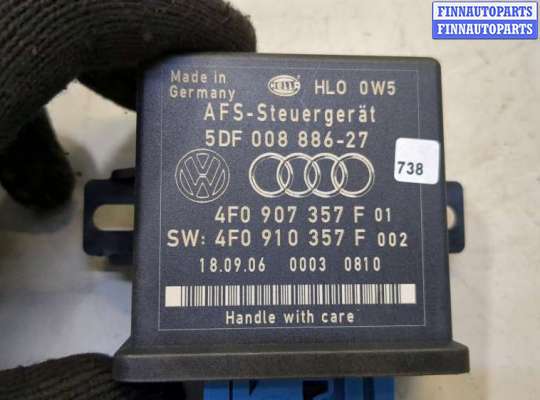 FINNAUTOPARTS
FINNAUTOPARTS
Made in
Germany
HELLA
HLO 0W5
AFS-Steuergerät
5DF 008 886-27
738
4F0 907 357 F 01
SW: 4F0 910 357 F 002
18.09.06 0003 0810
Handle with care